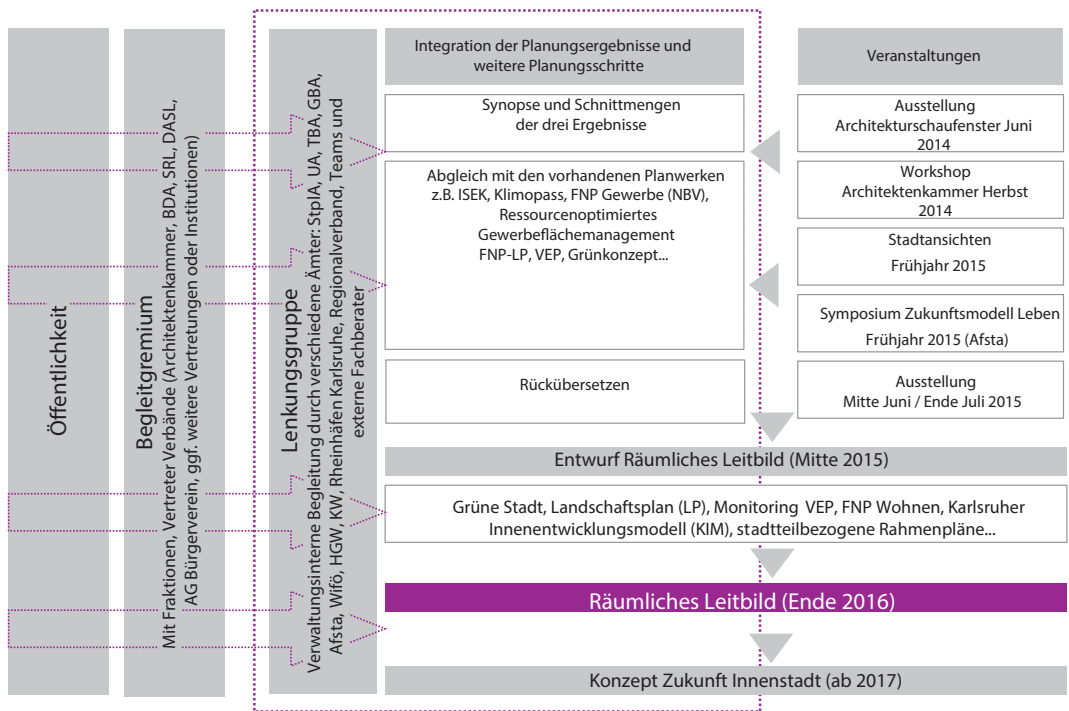 Öffentlichkeit
Begleitgremium
Mit Fraktionen, Vertreter Verbände (Architektenkammer, BDA, SRL, DASL,
AG Bürgerverein, ggf. weitere Vertretungen oder Institutionen)
Lenkungsgruppe
Verwaltungsinterne Begleitung durch verschiedene Ämter: StplA, UA, TBA, GBA,
Afsta, Wifö, HGW, KW, Rheinhäfen Karlsruhe, Regionalverband, Teams und
externe Fachberater
Integration der Planungsergebnisse und
weitere Planungsschritte
Synopse und Schnittmengen
der drei Ergebnisse
Abgleich mit den vorhandenen Planwerken
z.B. ISEK, Klimopass, FNP Gewerbe (NBV),
Ressourcenoptimiertes
Gewerbeflächemanagement
FNP-LP, VEP, Grünkonzept...
Rückübersetzen
Veranstaltungen
Ausstellung
Architekturschaufenster Juni
2014
Workshop
Architektenkammer Herbst
2014
Stadtansichten
Frühjahr 2015
Symposium Zukunftsmodell Leben
Frühjahr 2015 (Afsta)
Ausstellung
Mitte Juni / Ende Juli 2015
Entwurf Räumliches Leitbild (Mitte 2015)
Grüne Stadt, Landschaftsplan (LP), Monitoring VEP, FNP Wohnen, Karlsruher
Innenentwicklungsmodell (KIM), stadtteilbezogene Rahmenpläne...
Räumliches Leitbild (Ende 2016)
Konzept Zukunft Innenstadt (ab 2017)